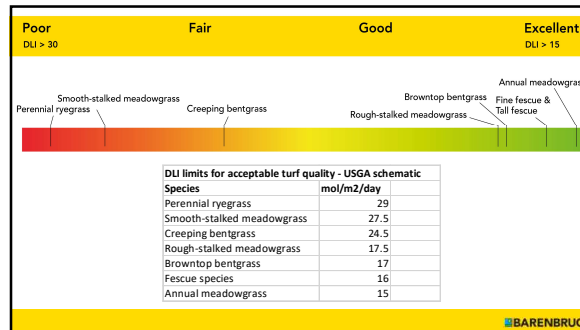 Poor Fair Good Excellent
DLI > 30 DLI > 15
Annual meadowgras
Smooth-stalked meadowgrass Browntop bentgrass Fine fescue &
Perennial ryegrass Creeping bentgrass Rough-stalked meadowgrass Tall fescue
DLI limits for acceptable turf quality - USGA schematic
Species mol/m2/day
Perennial ryegrass 29
Smooth-stalked meadowgrass 27.5
Creeping bentgrass 24.5
Rough-stalked meadowgrass 17.5
Browntop bentgrass 17
Fescue species 16
Annual meadowgrass 15
BARENBRUG